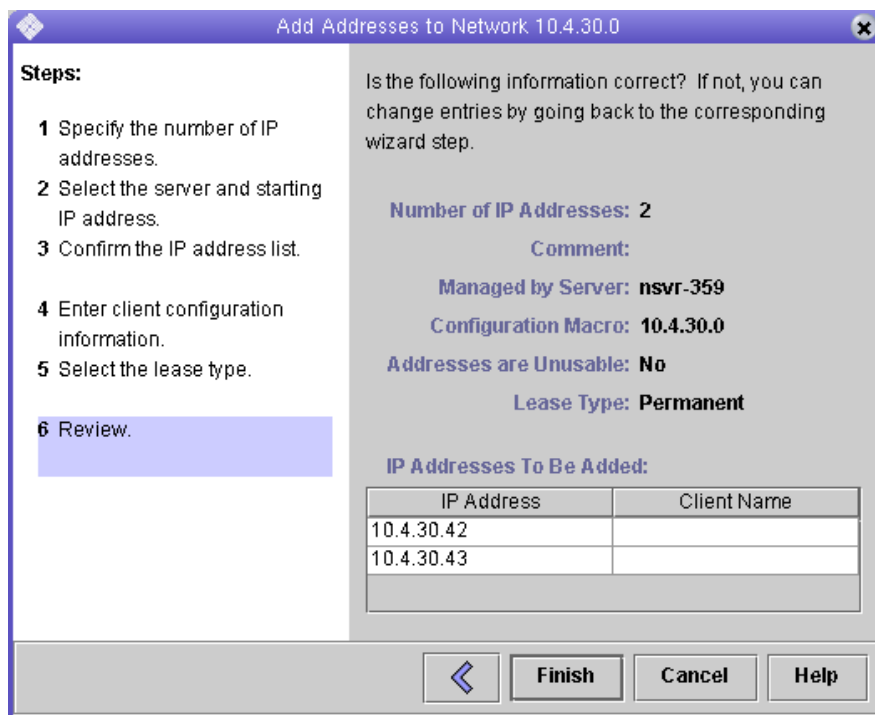 Add Addresses to Network 10.4.30.0
Steps:
1 Specify the number of IP
addresses.
2 Select the server and starting
IP address.
3 Confirm the IP address list.
4 Enter client configuration
information.
5 Select the lease type.
6 Review.
Is the following information correct? If not, you can
change entries by going back to the corresponding
wizard step.
Number of IP Addresses: 2
Comment:
Managed by Server: nsvr-359
Configuration Macro: 10.4.30.0
Addresses are Unusable: No
Lease Type: Permanent
IP Addresses To Be Added:
IP Address Client Name
10.4.30.42
10.4.30.43
Finish Cancel Help